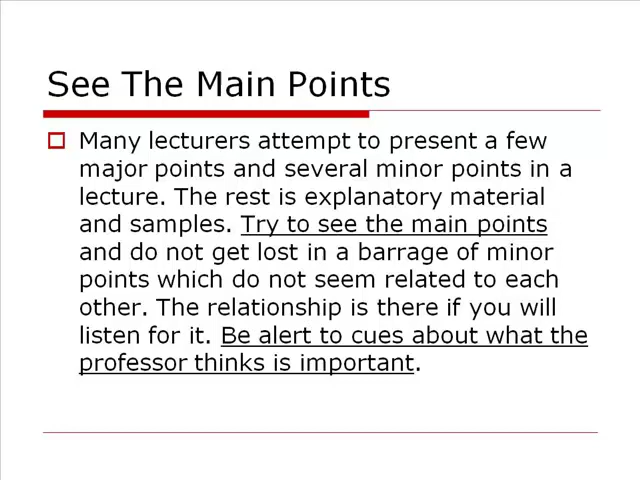 See The Main Points
Many lecturers attempt to present a few
major points and several minor points in a
lecture. The rest is explanatory material
and samples. Try to see the main points
and do not get lost in a barrage of minor
points which do not seem related to each
other. The relationship is there if you will
listen for it. Be alert to cues about what the
professor thinks is important.